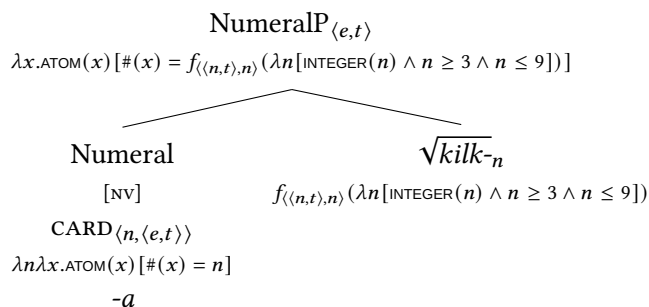 NumeralP⟨e,t⟩
λx.ATOM(x)[#(x) = f⟨⟨n,t⟩,n⟩(λn[INTEGER(n) ∧ n ≥ 3 ∧ n ≤ 9])]
Numeral √kilk-n
[NV] f⟨⟨n,t⟩,n⟩(λn[INTEGER(n) ∧ n ≥ 3 ∧ n ≤ 9])
CARD⟨n,⟨e,t⟩⟩
λnλx.ATOM(x)[#(x) = n]
-a